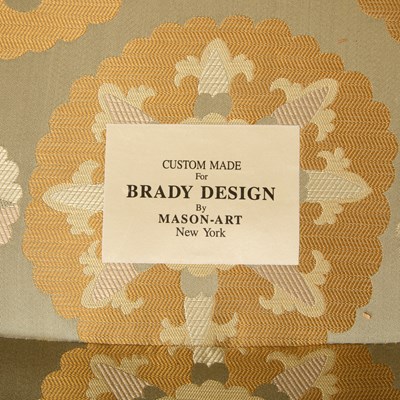 CUSTOM MADE
For
BRADY DESIGN
By
MASON-ART
New York